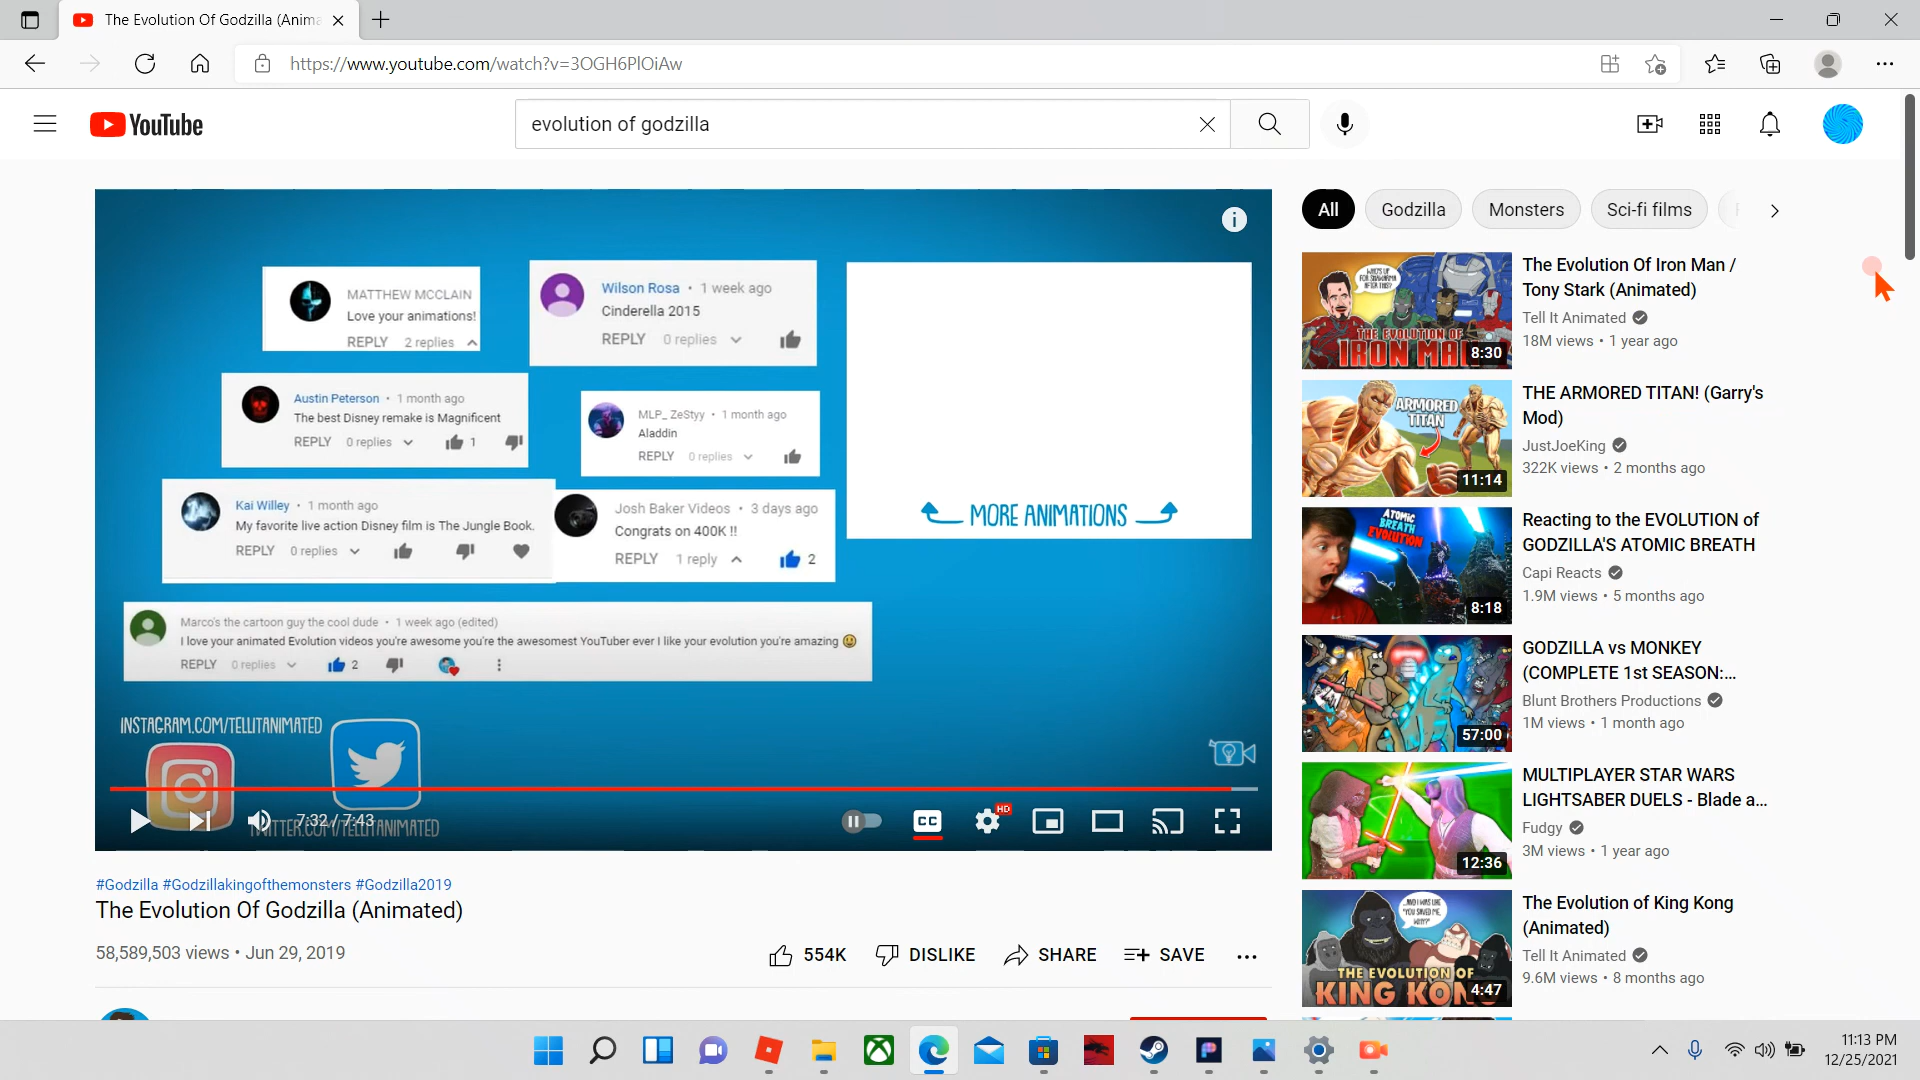 The Evolution Of Godzilla (Anima
https://www.youtube.com/watch?v=3OGH6PlOiAw
YouTube
evolution of godzilla
MATTHEW MCCLAIN
Love your animations!
REPLY 2 replies
Wilson Rosa • 1 week ago
Cinderella 2015
REPLY 0 replies
Austin Peterson • 1 month ago
The best Disney remake is Magnificent
REPLY 0 replies 1
MLP_ ZeStyy • 1 month ago
Aladdin
REPLY 0 replies
Kai Willey • 1 month ago
My favorite live action Disney film is The Jungle Book.
REPLY 0 replies
Josh Baker Videos • 3 days ago
Congrats on 400K !!
REPLY 1 reply 2
MORE ANIMATIONS
Marco's the cartoon guy the cool dude • 1 week ago (edited)
I love your animated Evolution videos you're awesome you're the awesomest YouTuber ever I like your evolution you're amazing 😃
REPLY 0 replies 2
INSTAGRAM.COM/TELLITANIMATED
TWITTER.COM/TELLITANIMATED
7:32 / 7:43
CC
HD
#Godzilla #Godzillakingofthemonsters #Godzilla2019
The Evolution Of Godzilla (Animated)
58,589,503 views • Jun 29, 2019
554K DISLIKE SHARE SAVE
All Godzilla Monsters Sci-fi films
WHO'S UP FOR SHAWARMA AFTER THIS?
THE EVOLUTION OF
IRON MA
8:30
The Evolution Of Iron Man /
Tony Stark (Animated)
Tell It Animated
18M views • 1 year ago
ARMORED
TITAN
11:14
THE ARMORED TITAN! (Garry's
Mod)
JustJoeKing
322K views • 2 months ago
ATOMIC
BREATH
EVOLUTION
8:18
Reacting to the EVOLUTION of
GODZILLA'S ATOMIC BREATH
Capi Reacts
1.9M views • 5 months ago
57:00
GODZILLA vs MONKEY
(COMPLETE 1st SEASON:...
Blunt Brothers Productions
1M views • 1 month ago
12:36
MULTIPLAYER STAR WARS
LIGHTSABER DUELS - Blade a...
Fudgy
3M views • 1 year ago
...AND I WAS LIKE
"YOU SAVED ME,
THE EVOLUTION OF
KING KON
4:47
The Evolution of King Kong
(Animated)
Tell It Animated
9.6M views • 8 months ago
11:13 PM
12/25/2021